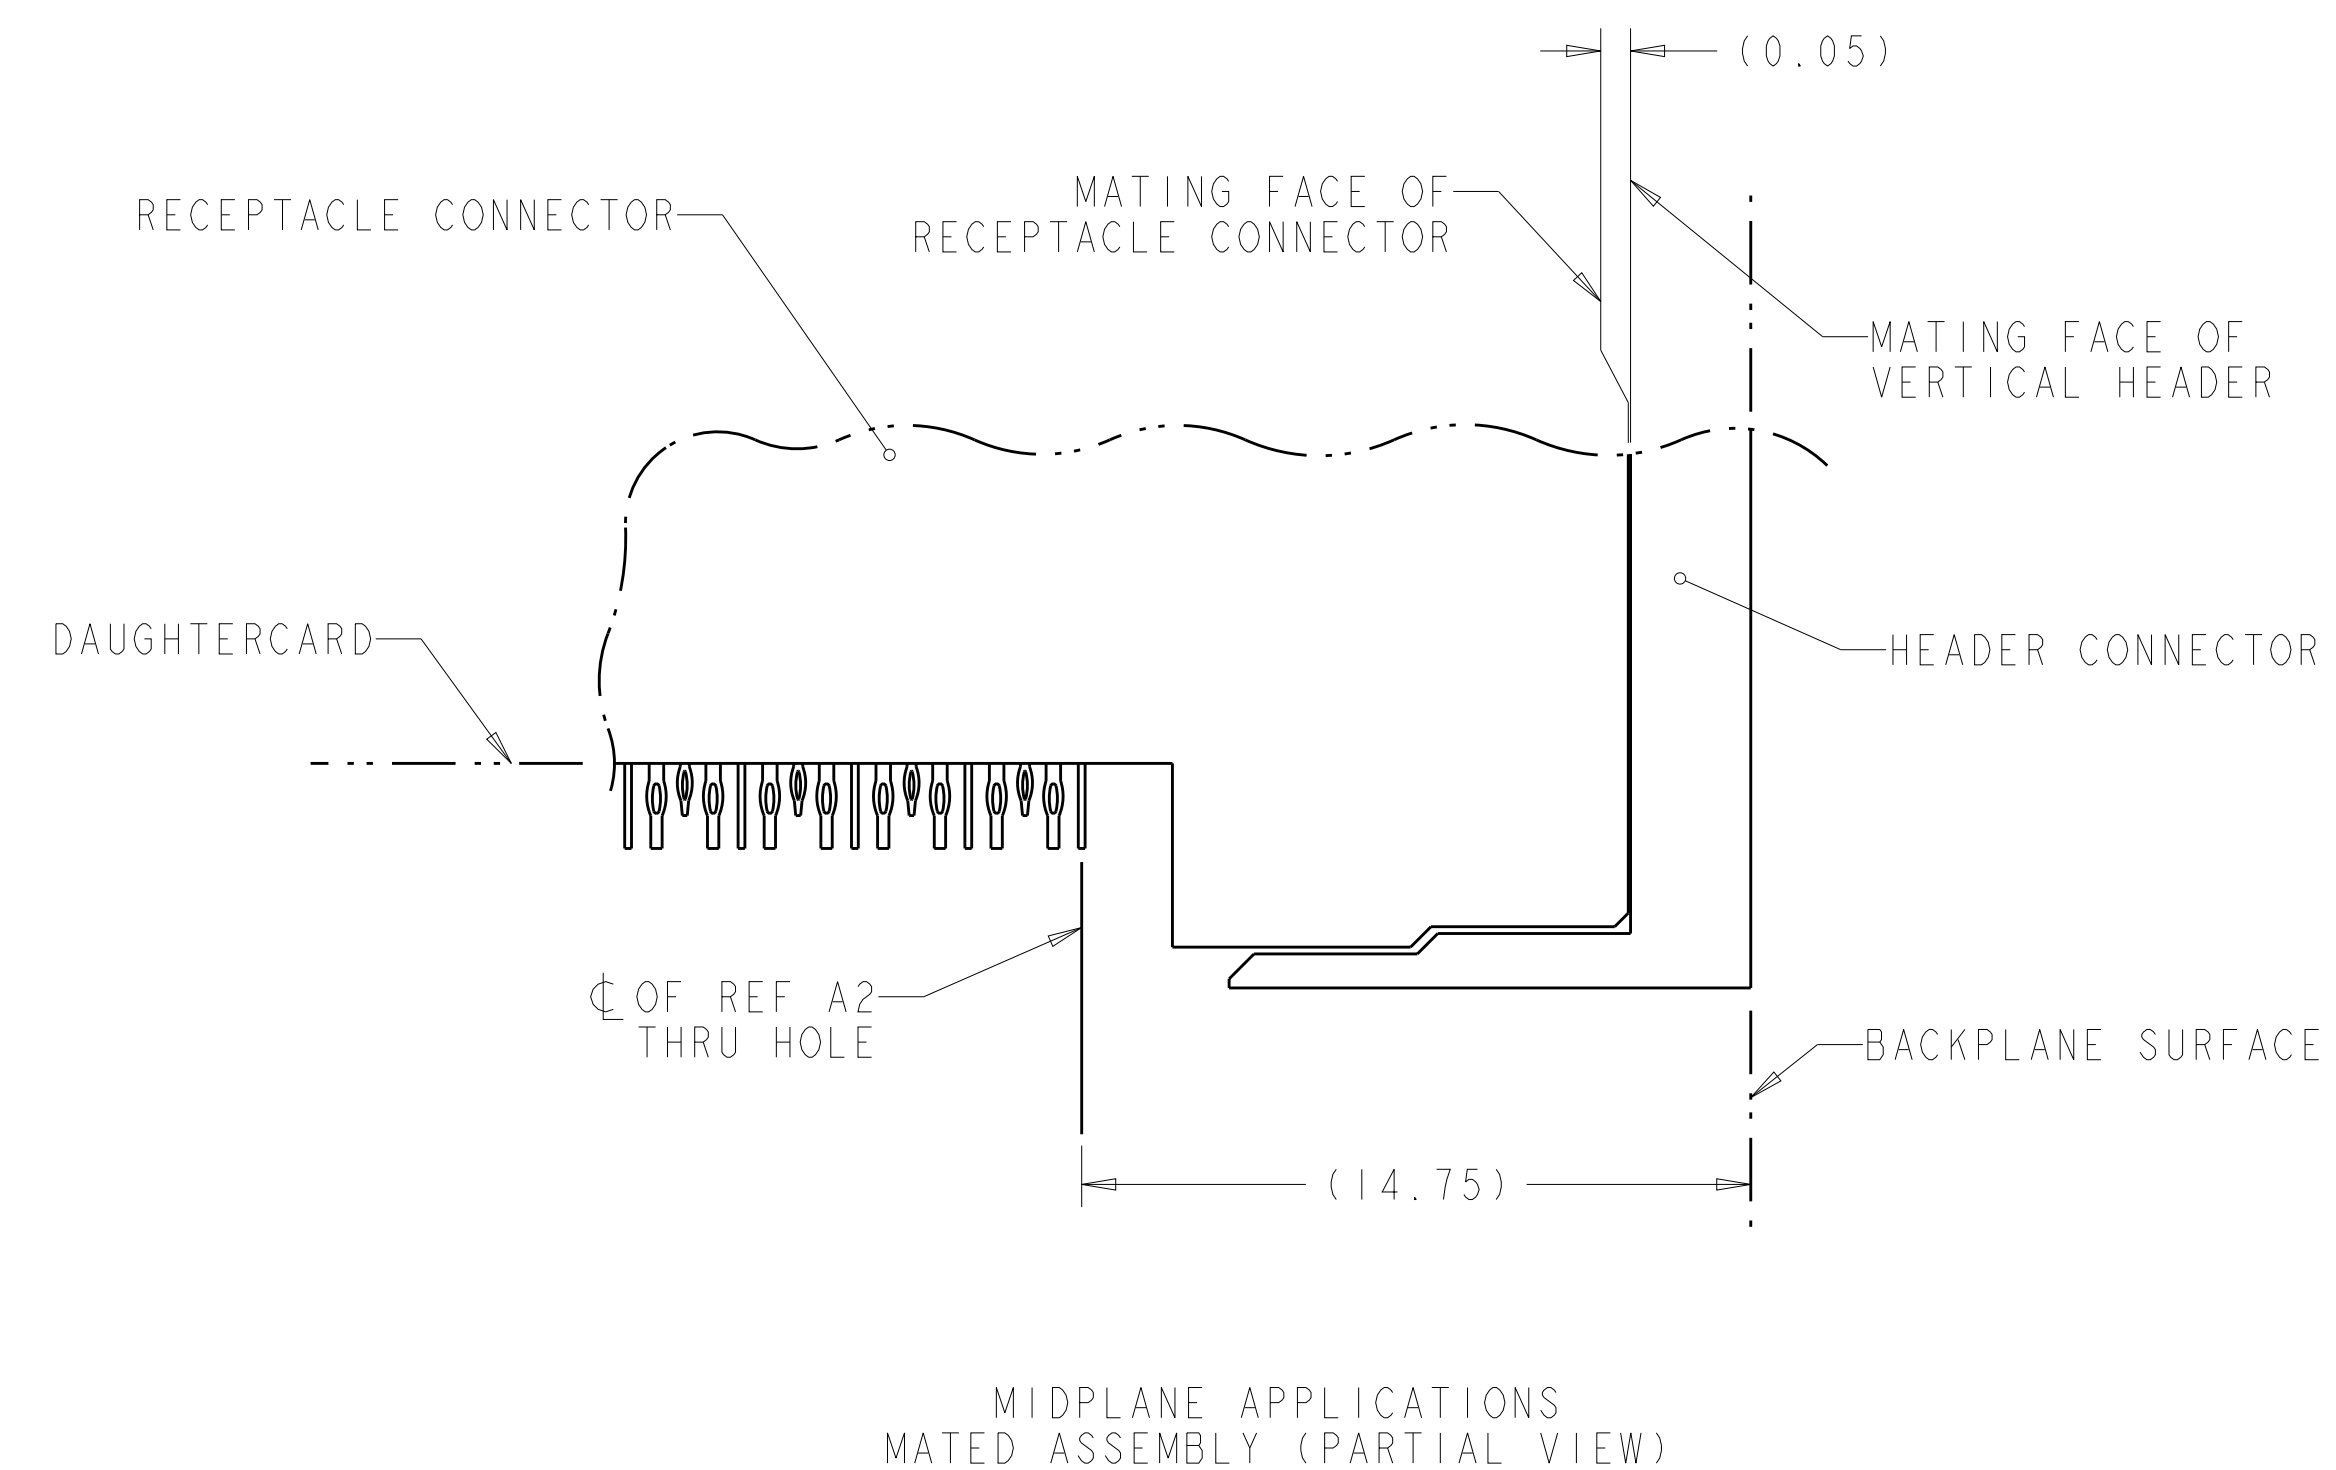 (0.05)
MATING FACE OF
RECEPTACLE CONNECTOR
RECEPTACLE CONNECTOR
MATING FACE OF
VERTICAL HEADER
DAUGHTERCARD
HEADER CONNECTOR
℄ OF REF A2
THRU HOLE
BACKPLANE SURFACE
(14.75)
MIDPLANE APPLICATIONS
MATED ASSEMBLY (PARTIAL VIEW)